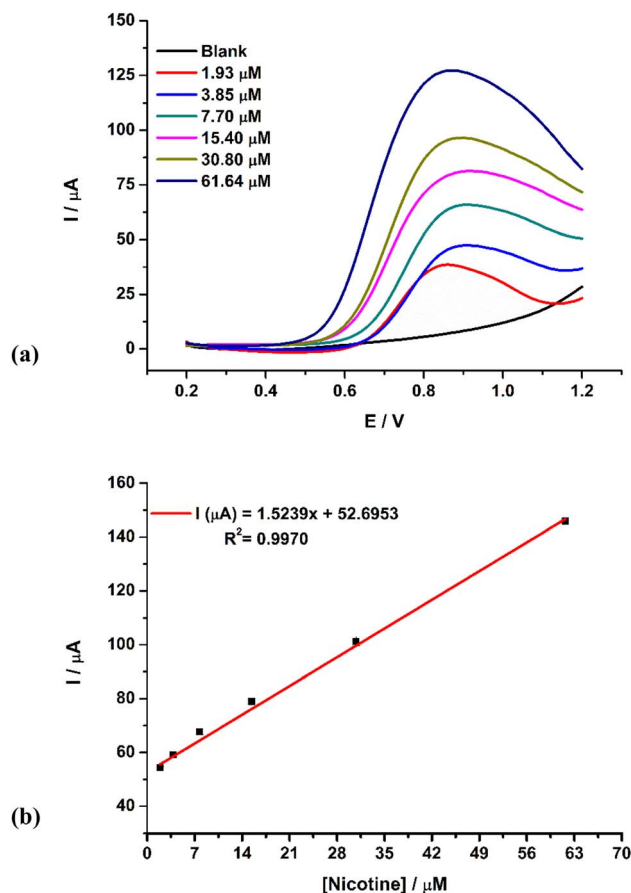 150
125
100
75
50
25
0
I / µA
Blank
1.93 µM
3.85 µM
7.70 µM
15.40 µM
30.80 µM
61.64 µM
0.2 0.4 0.6 0.8 1.0 1.2
E / V
(a)
160
140
120
100
80
60
40
I / µA
I (µA) = 1.5239x + 52.6953
R²= 0.9970
0 7 14 21 28 35 42 49 56 63 70
[Nicotine] / µM
(b)